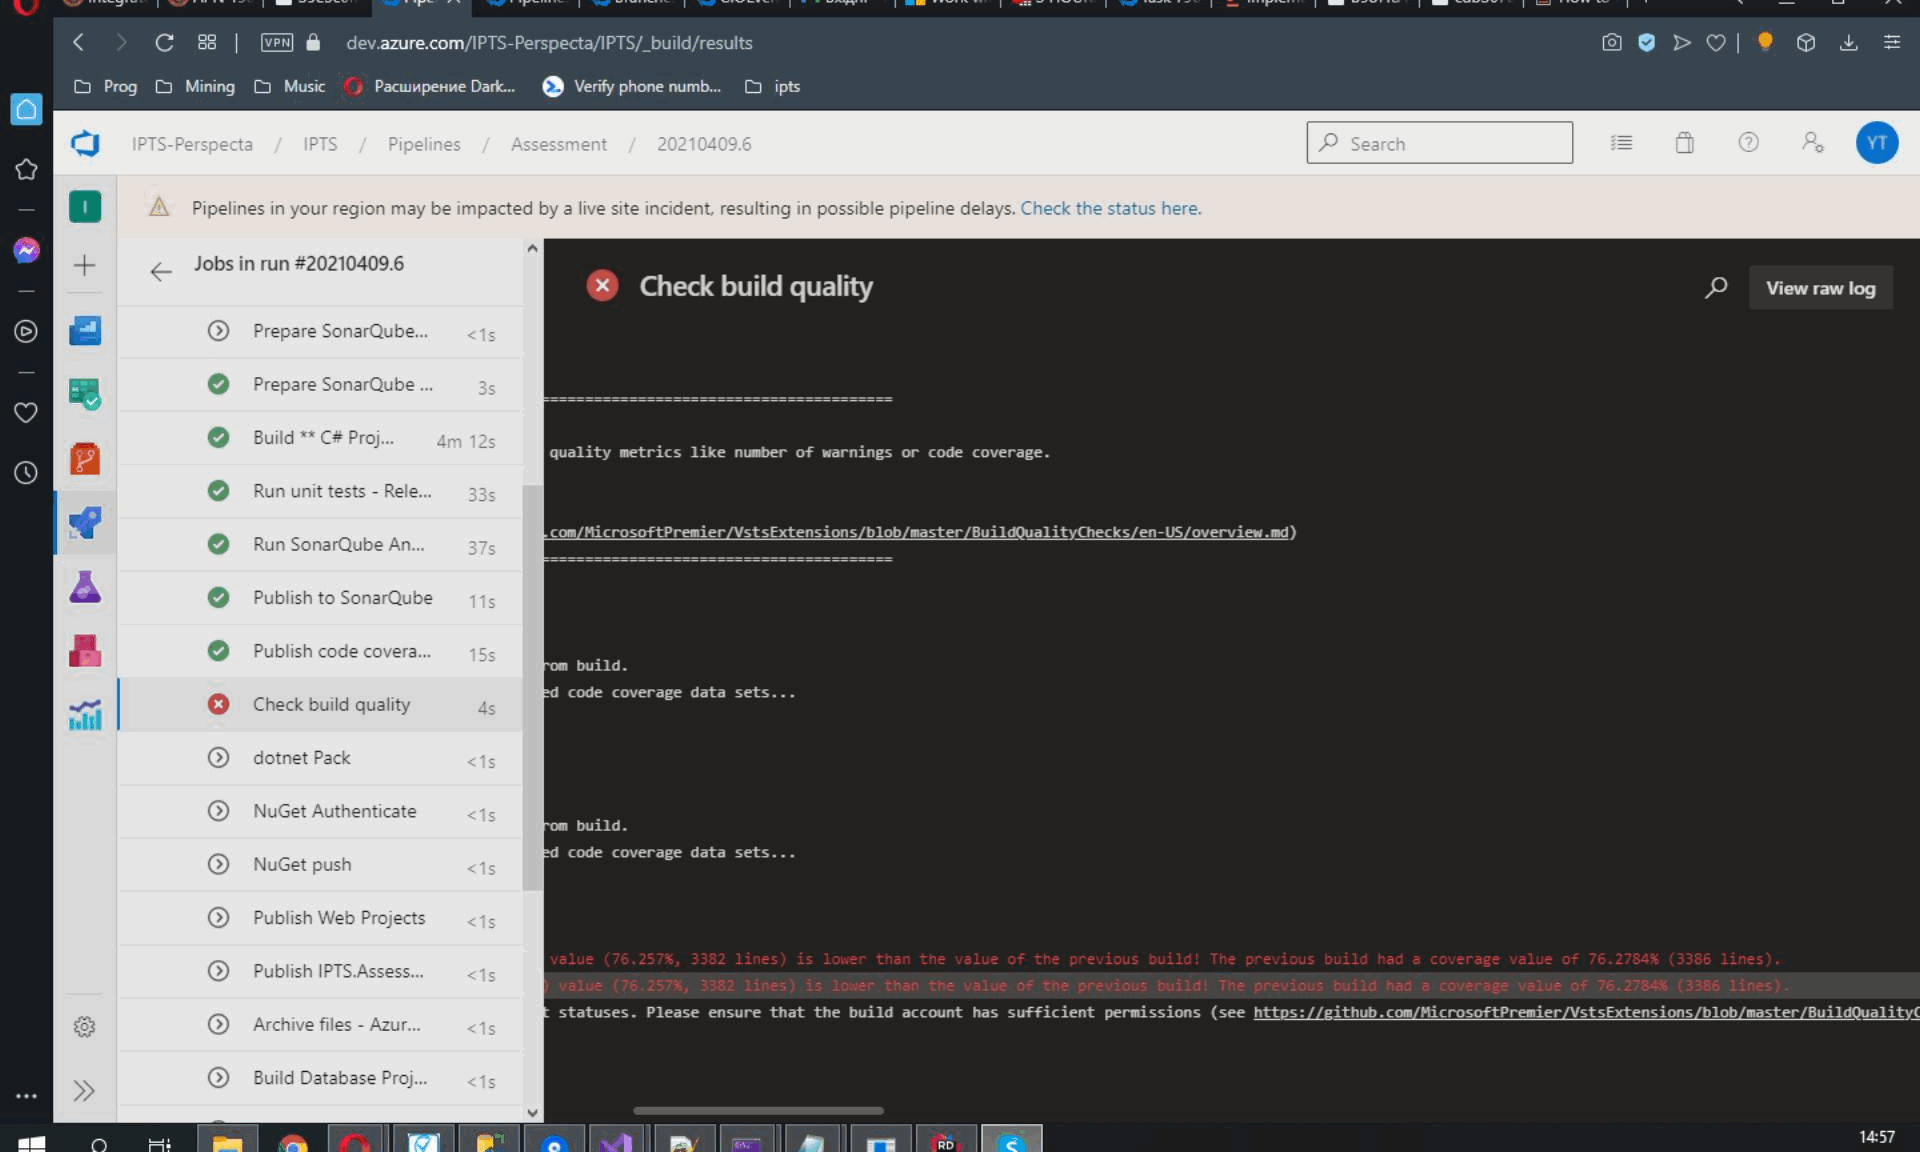 VPN
dev.azure.com/IPTS-Perspecta/IPTS/_build/results
Prog
Mining
Music
Расширение Dark...
Verify phone numb...
ipts
IPTS-Perspecta / IPTS / Pipelines / Assessment / 20210409.6
Search
YT
I
Pipelines in your region may be impacted by a live site incident, resulting in possible pipeline delays. Check the status here.
Jobs in run #20210409.6
Prepare SonarQube... <1s
Prepare SonarQube ... 3s
Build ** C# Proj... 4m 12s
Run unit tests - Rele... 33s
Run SonarQube An... 37s
Publish to SonarQube 11s
Publish code covera... 15s
Check build quality 4s
dotnet Pack <1s
NuGet Authenticate <1s
NuGet push <1s
Publish Web Projects <1s
Publish IPTS.Assess... <1s
Archive files - Azur... <1s
Build Database Proj... <1s
Check build quality
View raw log
========================================
quality metrics like number of warnings or code coverage.
.com/MicrosoftPremier/VstsExtensions/blob/master/BuildQualityChecks/en-US/overview.md)
========================================
rom build.
ed code coverage data sets...
rom build.
ed code coverage data sets...
value (76.257%, 3382 lines) is lower than the value of the previous build! The previous build had a coverage value of 76.2784% (3386 lines).
) value (76.257%, 3382 lines) is lower than the value of the previous build! The previous build had a coverage value of 76.2784% (3386 lines).
t statuses. Please ensure that the build account has sufficient permissions (see https://github.com/MicrosoftPremier/VstsExtensions/blob/master/BuildQualityC
RD
14:57